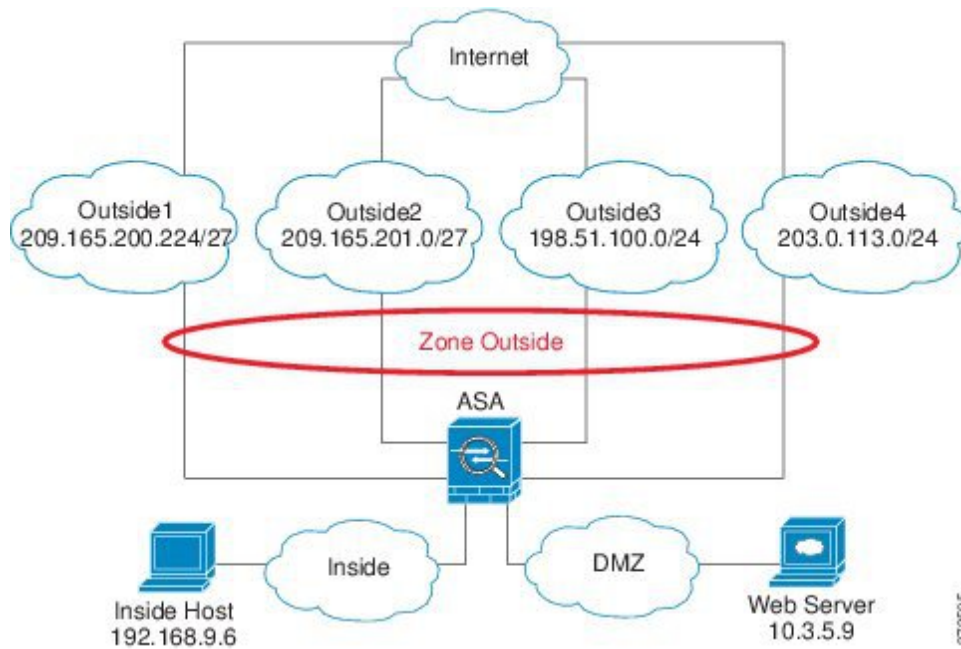 Internet
Outside1
209.165.200.224/27
Outside2
209.165.201.0/27
Outside3
198.51.100.0/24
Outside4
203.0.113.0/24
Zone Outside
ASA
Inside
DMZ
Inside Host
192.168.9.6
Web Server
10.3.5.9